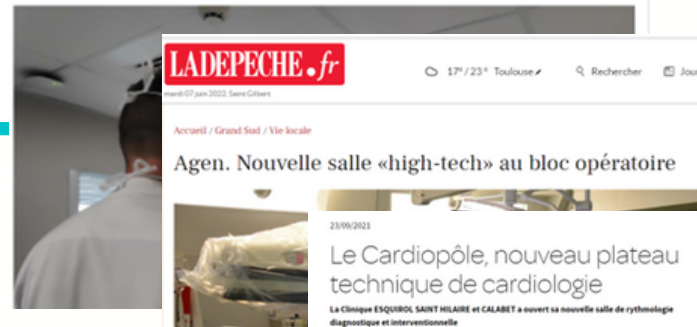 LADEPECHE.fr
17°/23° Toulouse
Rechercher
Jou
mardi 07 juin 2022, Saint Gilbert
Accueil / Grand Sud / Vie locale
Agen. Nouvelle salle «high-tech» au bloc opératoire
23/09/2021
Le Cardiopôle, nouveau plateau
technique de cardiologie
La Clinique ESQUIROL SAINT HILAIRE et CALABET a ouvert sa nouvelle salle de rythmologie
diagnostique et interventionnelle